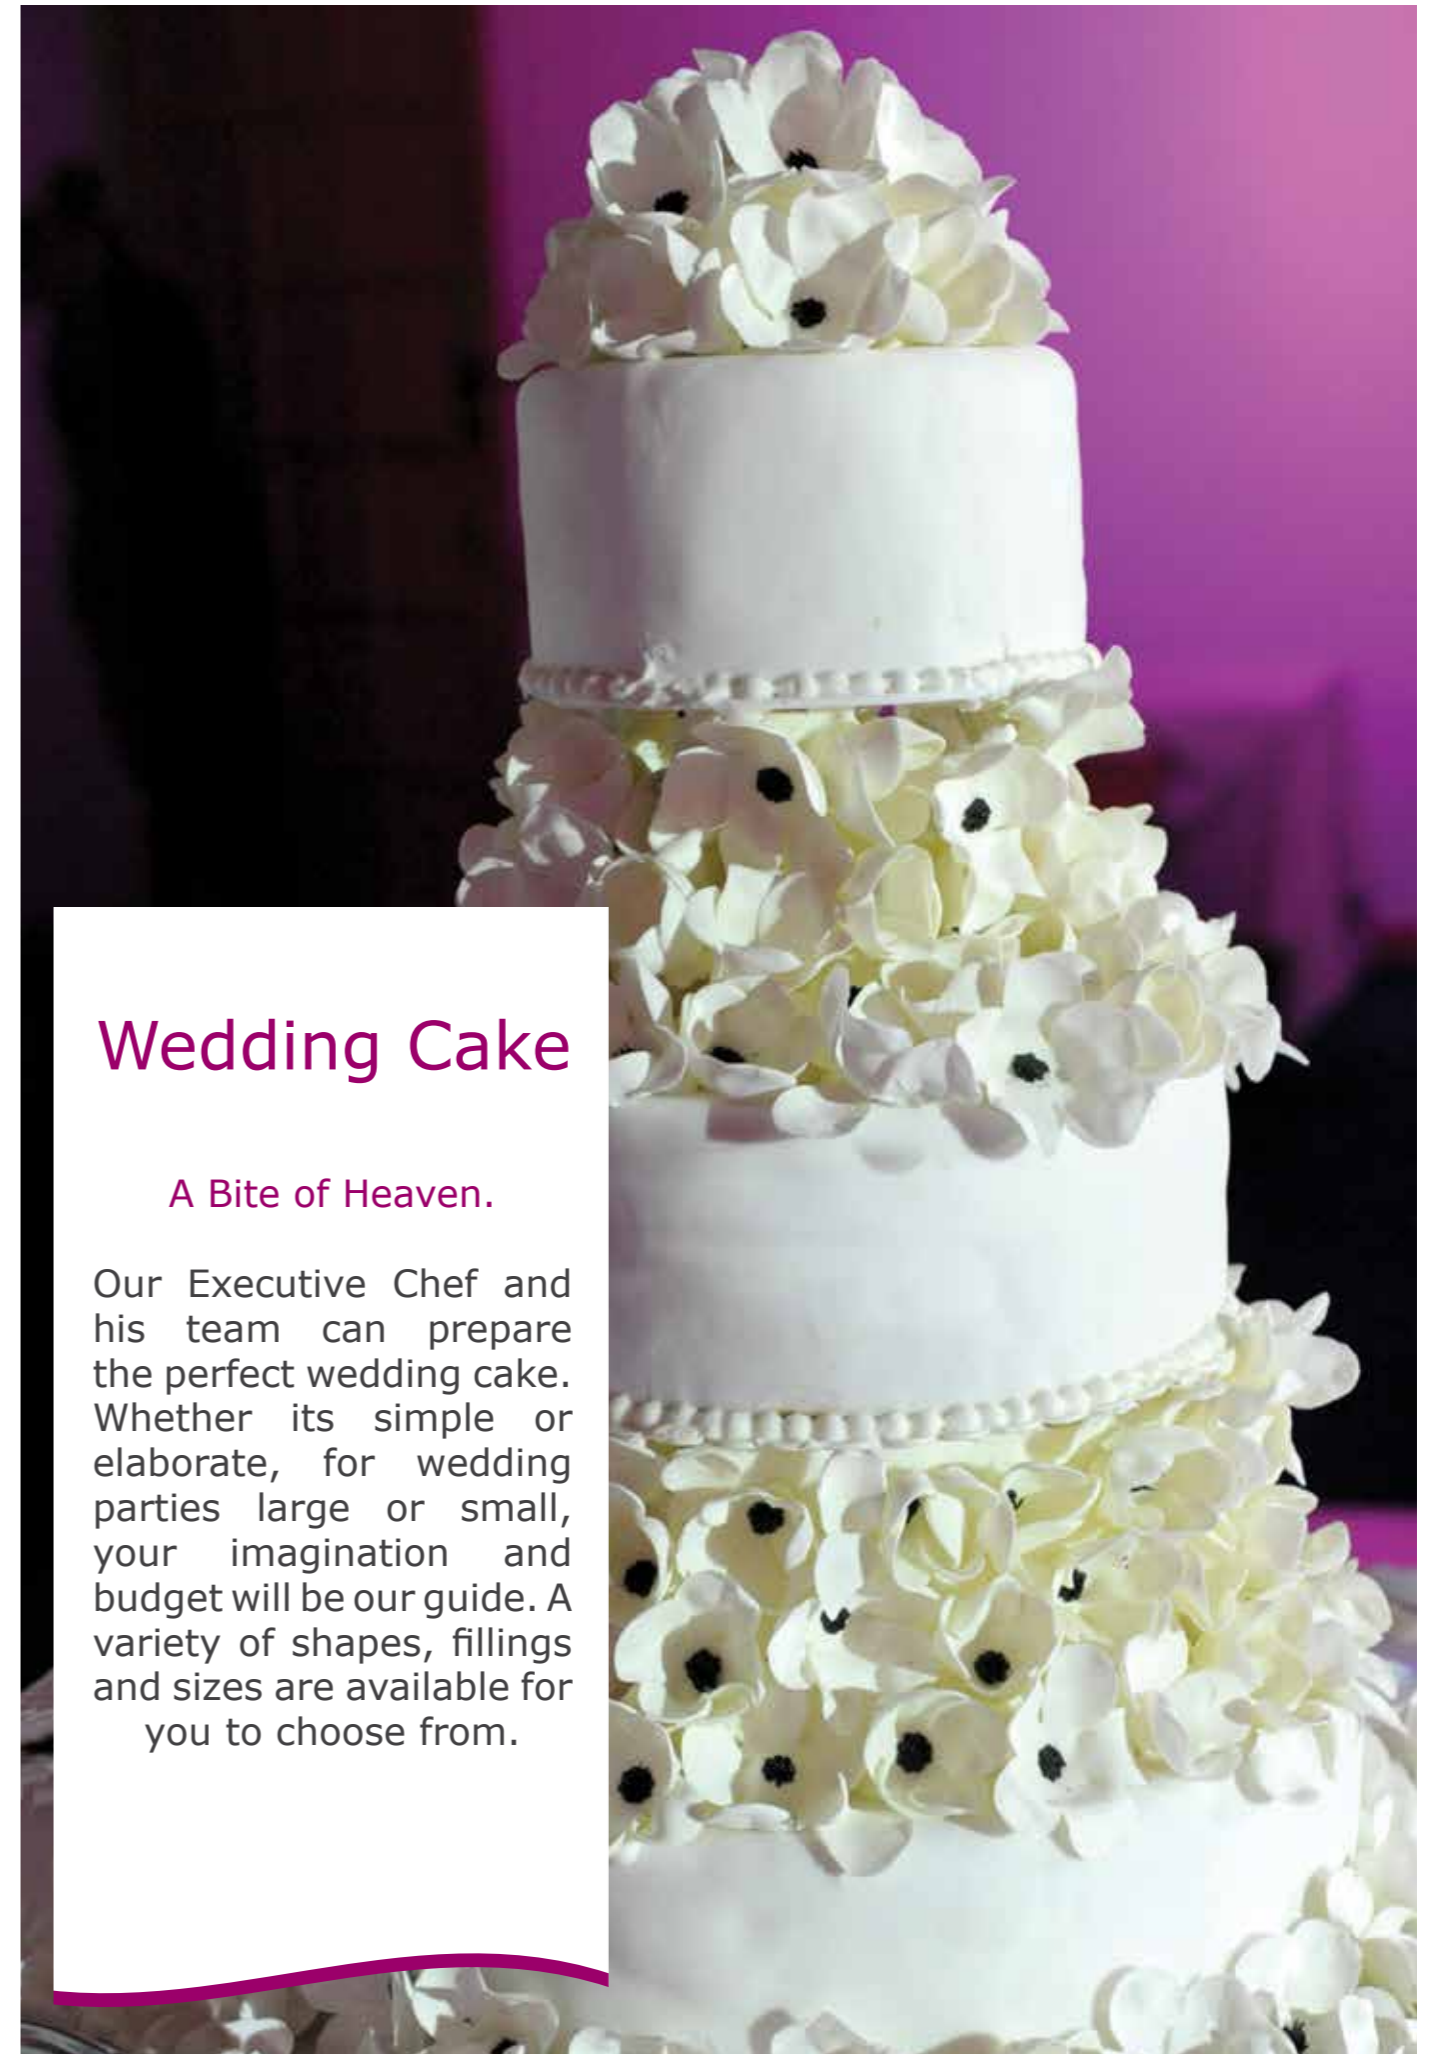 Wedding Cake
A Bite of Heaven.
Our Executive Chef and
his team can prepare
the perfect wedding cake.
Whether its simple or
elaborate, for wedding
parties large or small,
your imagination and
budget will be our guide. A
variety of shapes, fillings
and sizes are available for
you to choose from.